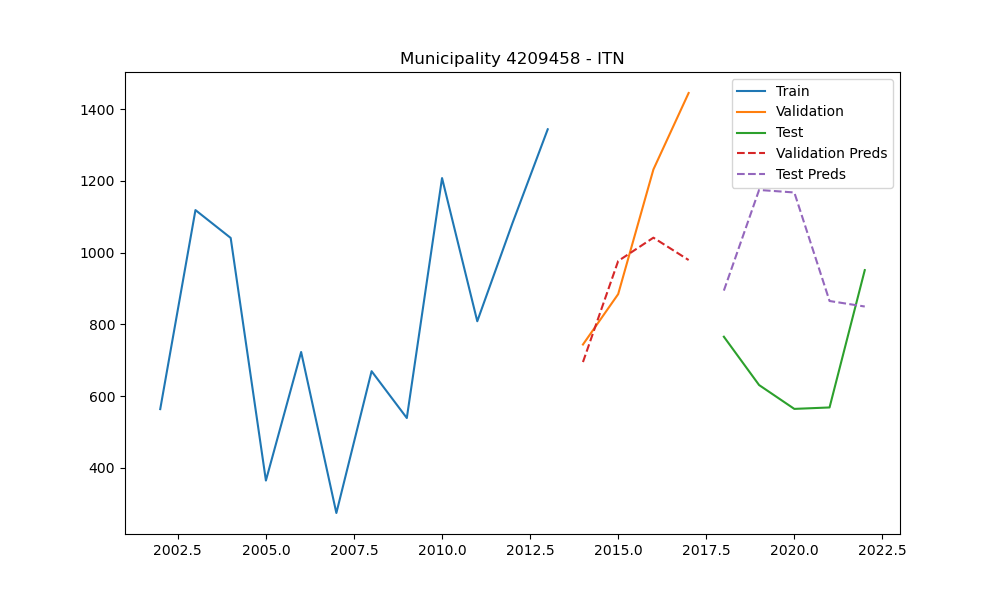 Municipality 4209458 - ITN
Train
Validation
Test
Validation Preds
Test Preds
1400
1200
1000
800
600
400
2002.5 2005.0 2007.5 2010.0 2012.5 2015.0 2017.5 2020.0 2022.5